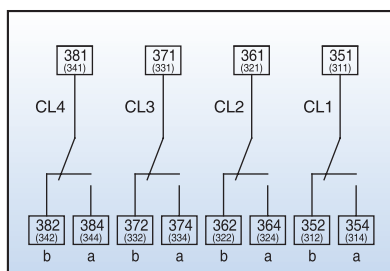 381 371 361 351
(341) (331) (321) (311)
CL4 CL3 CL2 CL1
382 384 372 374 362 364 352 354
(342) (344) (332) (334) (322) (324) (312) (314)
b a b a b a b a